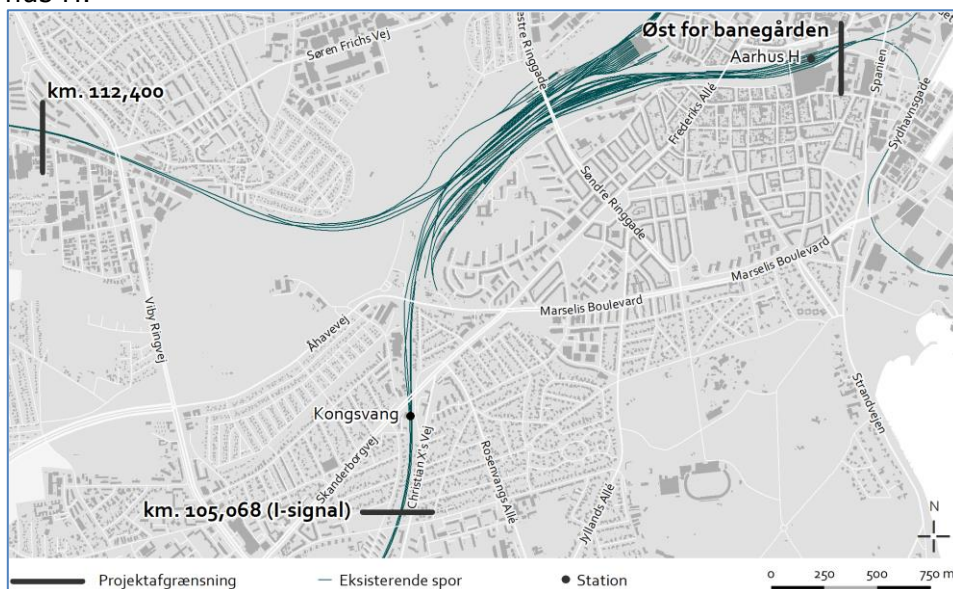 Søren Frichs Vej
Øst for banegården
Aarhus H
Spanien
Sydhavnsgade
km. 112,400
Frederiks Allé
Søndre Ringgade
Marselis Boulevard
Marselis Boulevard
Viby Ringvej
Åhavevej
Strandvejen
Kongsvang
Skanderborgvej
Christian X's Vej
Rosenvangs Allé
Jyllands Allé
km. 105,068 (I-signal)
N
Projektafgrænsning
Eksisterende spor
Station
0 250 500 750 m